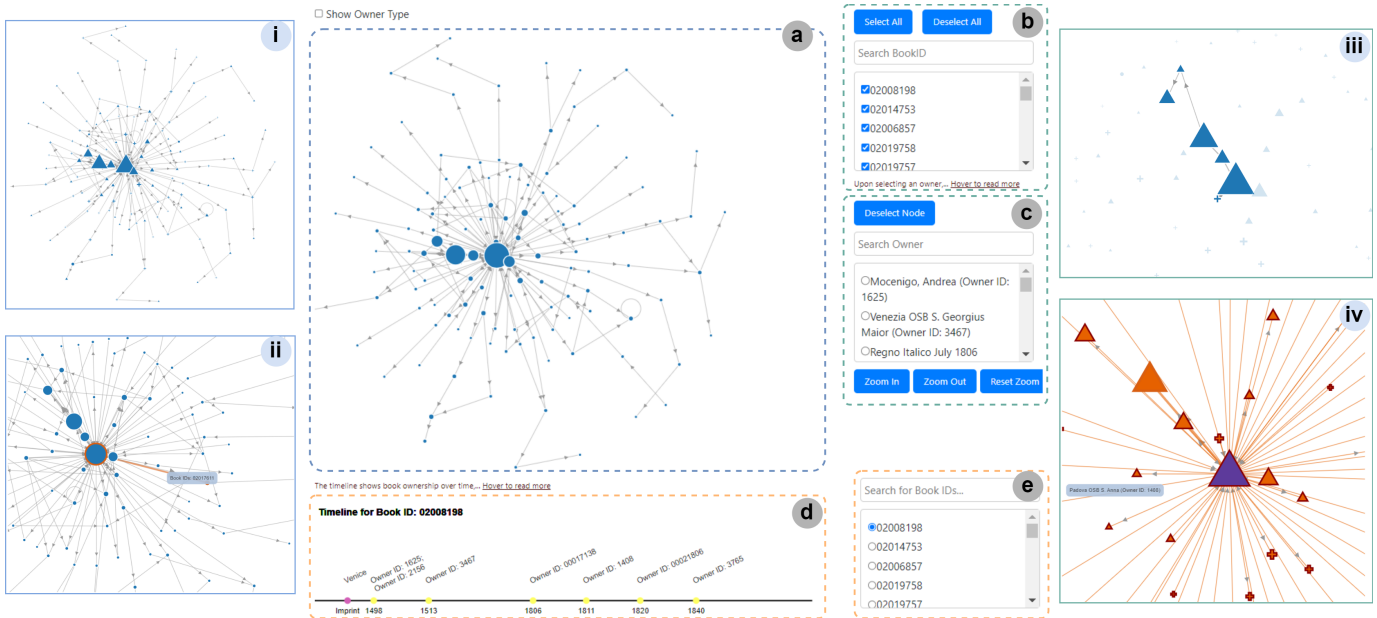 i
Show Owner Type
a
Select All
Deselect All
b
Search BookID
02008198
02014753
02006857
02019758
02019757
Upon selecting an owner,... Hover to read more
Deselect Node
c
Search Owner
Mocenigo, Andrea (Owner ID:
1625)
Venezia OSB S. Georgius
Maior (Owner ID: 3467)
Regno Italico July 1806
Zoom In
Zoom Out
Reset Zoom
iii
ii
iv
Padova OSB S. Anna (Owner ID: 1468)
The timeline shows book ownership over time,... Hover to read more
Timeline for Book ID: 02008198
d
Venice
Owner ID: 1625;
Owner ID: 2156
Owner ID: 3467
Owner ID: 00017138
Owner ID: 1408
Owner ID: 00021806
Owner ID: 3765
Imprint
1498
1513
1806
1811
1820
1840
e
Search for Book IDs...
02008198
02014753
02006857
02019758
02019757